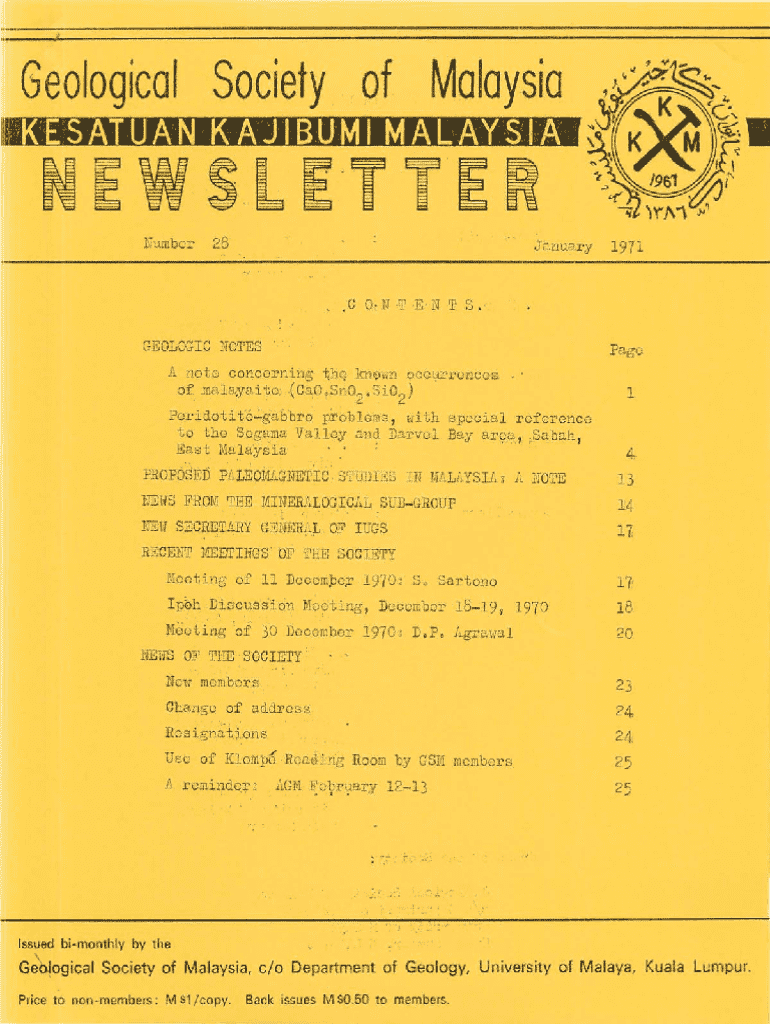 Geological Society of Malaysia
KESATUAN KAJIBUMI MALAYSIA
NEWSLETTER
K
K M
1967
١٣٨٦
Number 28 January 1971
C O N T E N T S
GEOLOGIC NOTES Page
A note concerning the known occurrences
of malayaite (CaO.SnO₂.SiO₂) 1
Peridotite-gabbro problems, with special reference
to the Segama Valley and Darvel Bay area, Sabah,
East Malaysia 4
PROPOSED PALEOMAGNETIC STUDIES IN MALAYSIA: A NOTE 13
NEWS FROM THE MINERALOGICAL SUB-GROUP 14
NEW SECRETARY GENERAL OF IUGS 17
RECENT MEETINGS OF THE SOCIETY
Meeting of 11 December 1970: S. Sartono 17
Ipoh Discussion Meeting, December 18-19, 1970 18
Meeting of 30 December 1970: D.P. Agrawal 20
NEWS OF THE SOCIETY
New members 23
Change of address 24
Resignations 24
Use of Klompé Reading Room by GSM members 25
A reminder: AGM February 12-13 25
Issued bi-monthly by the
Geological Society of Malaysia, c/o Department of Geology, University of Malaya, Kuala Lumpur.
Price to non-members: M$1/copy. Back issues M$0.50 to members.